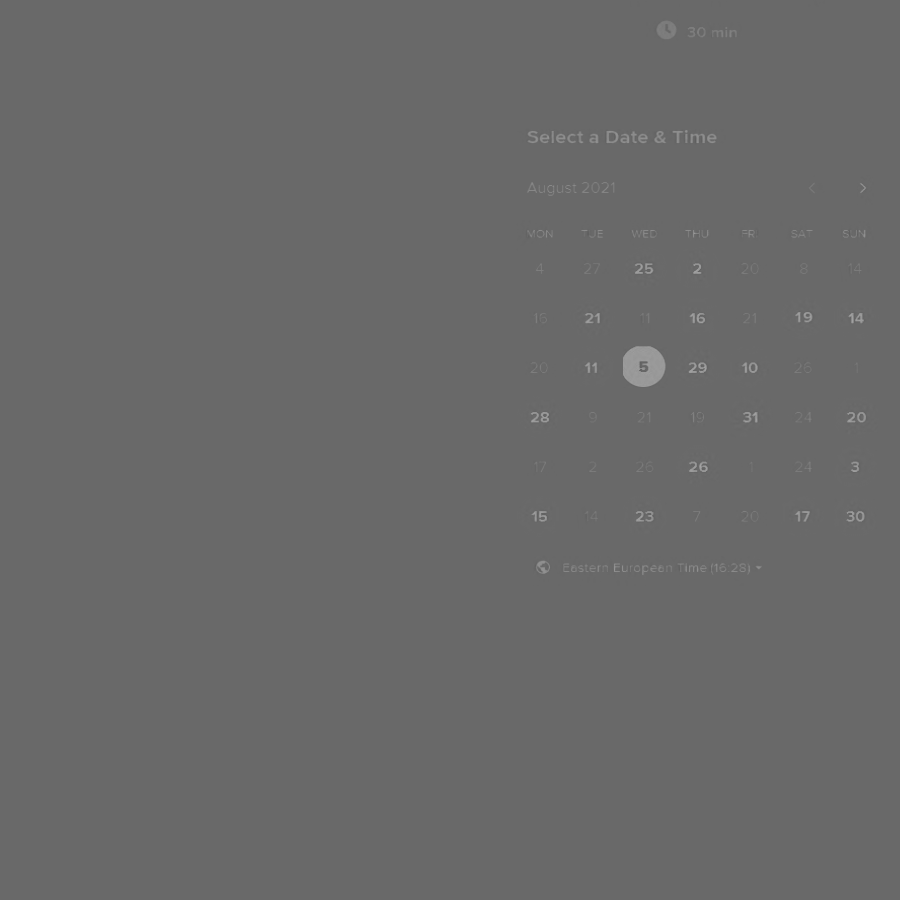 30 min
Select a Date & Time
August 2021
MON TUE WED THU FRI SAT SUN
4 27 25 2 20 8 14
21 11 16 21 19 14
20 11 5 29 10 26 1
28 9 21 19 31 24 20
17 2 26 26 1 24 3
15 14 23 7 20 17 30
Eastern European Time (16:28)